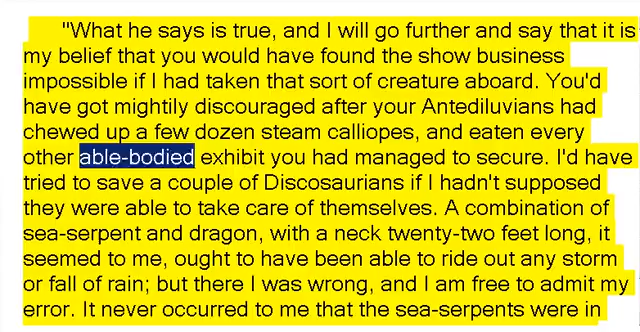 "What he says is true, and I will go further and say that it is
my belief that you would have found the show business
impossible if I had taken that sort of creature aboard. You'd
have got mightily discouraged after your Antediluvians had
chewed up a few dozen steam calliopes, and eaten every
other able-bodied exhibit you had managed to secure. I'd have
tried to save a couple of Discosaurians if I hadn't supposed
they were able to take care of themselves. A combination of
sea-serpent and dragon, with a neck twenty-two feet long, it
seemed to me, ought to have been able to ride out any storm
or fall of rain; but there I was wrong, and I am free to admit my
error. It never occurred to me that the sea-serpents were in